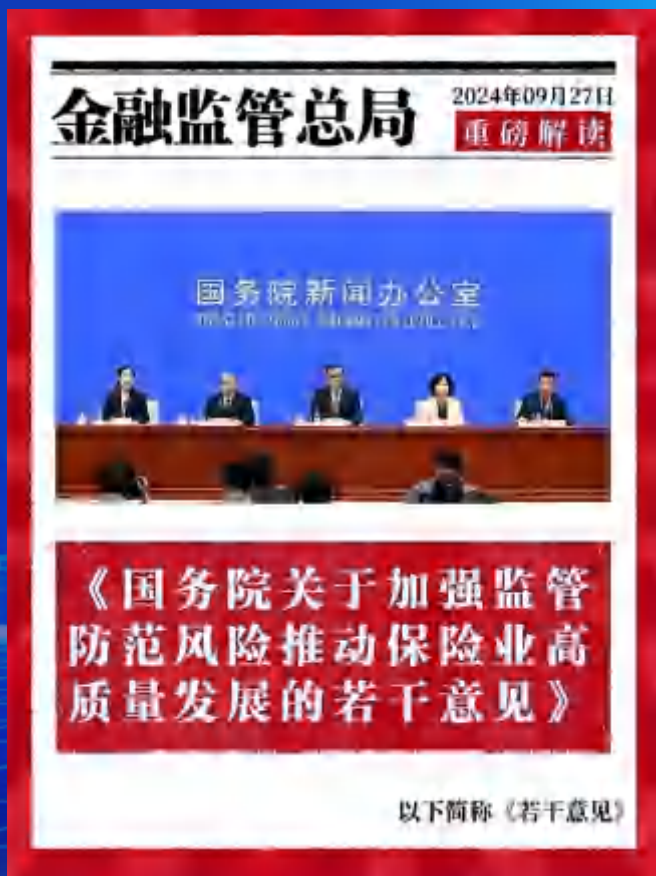 金融监管总局
2024年09月27日
重磅解读
国务院新闻办公室
《国务院关于加强监管
防范风险推动保险业高
质量发展的若干意见》
以下简称《若干意见》